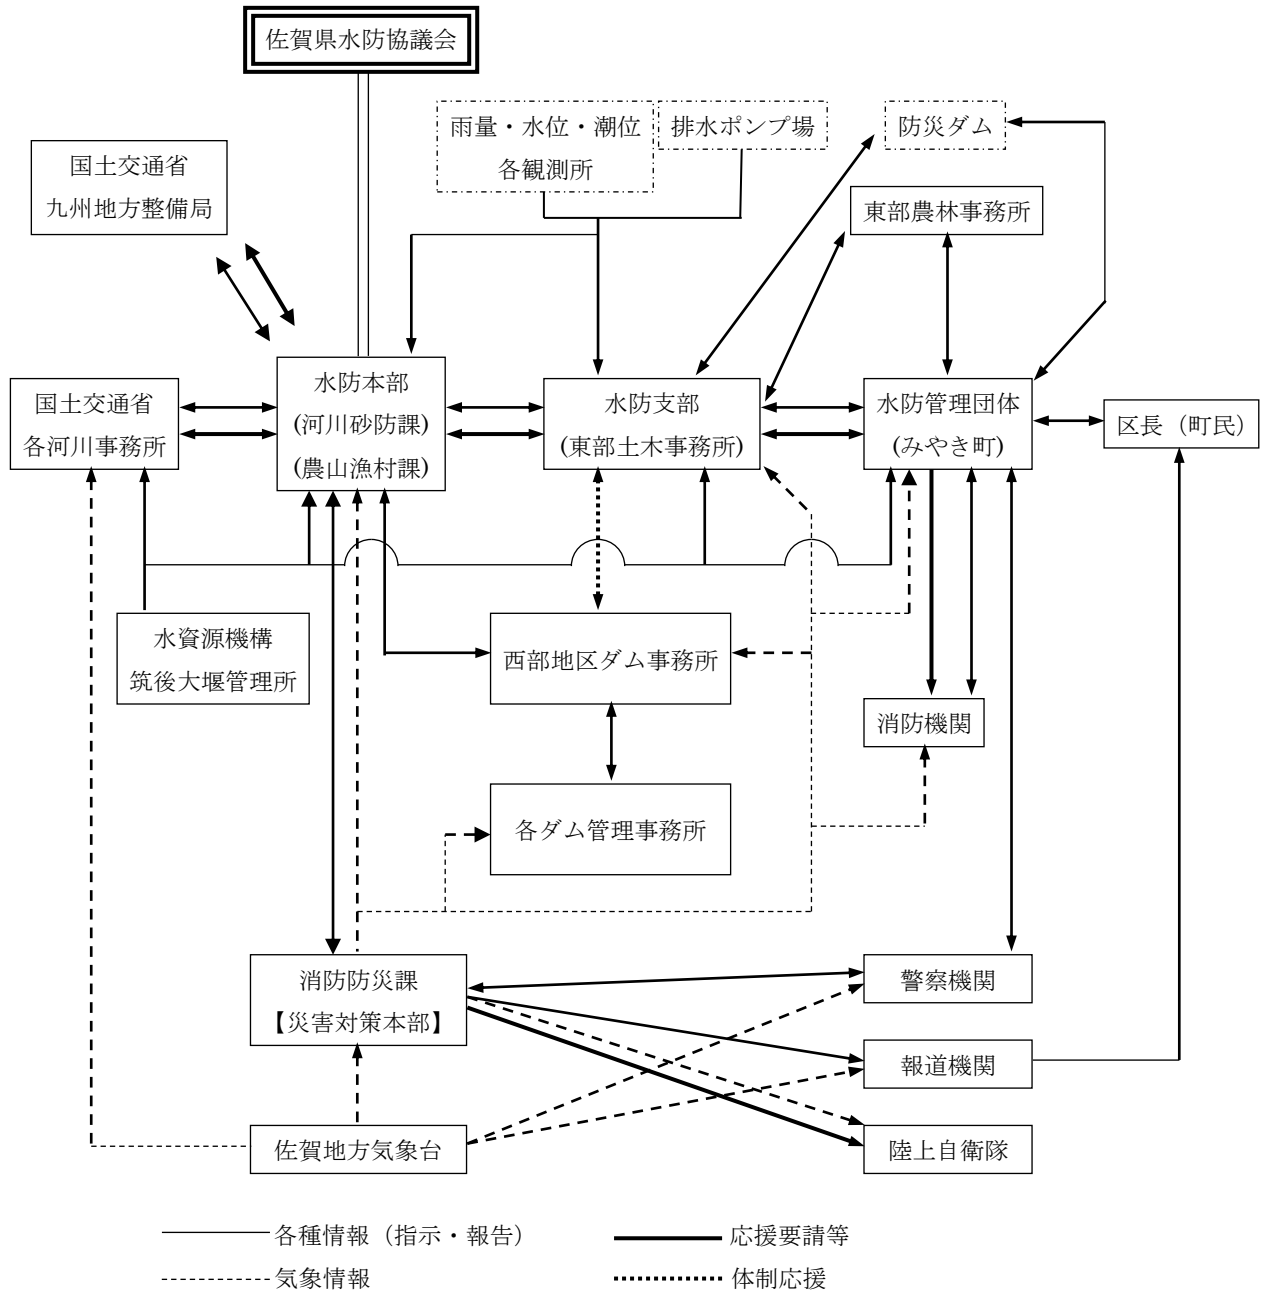 佐賀県水防協議会
雨量・水位・潮位
各観測所
排水ポンプ場
防災ダム
国土交通省
九州地方整備局
東部農林事務所
水防本部
(河川砂防課)
(農山漁村課)
国土交通省
各河川事務所
水防支部
(東部土木事務所)
水防管理団体
(みやき町)
区長（町民）
水資源機構
筑後大堰管理所
西部地区ダム事務所
消防機関
各ダム管理事務所
消防防災課
【災害対策本部】
警察機関
報道機関
佐賀地方気象台
陸上自衛隊
各種情報（指示・報告）
応援要請等
気象情報
体制応援